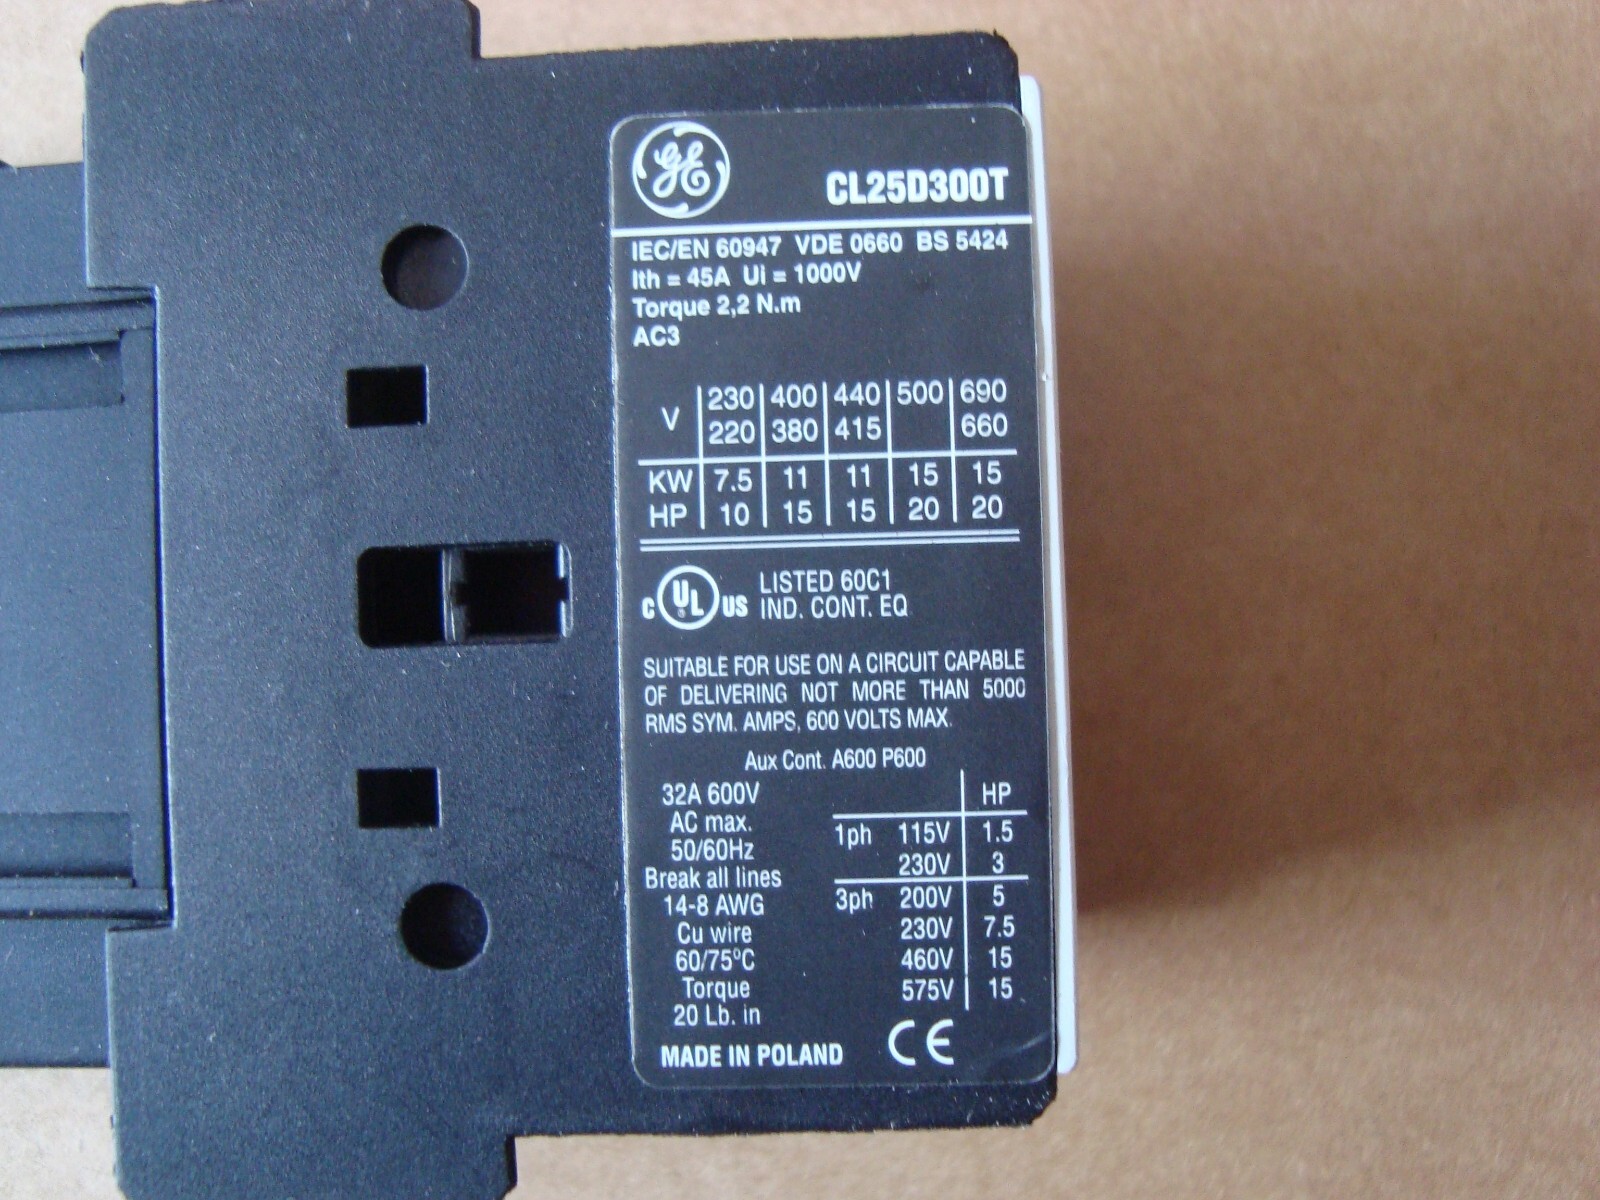 GE
CL25D300T
IEC/EN 60947 VDE 0660 BS 5424
Ith = 45A Ui = 1000V
Torque 2,2 N.m
AC3
V 230 400 440 500 690
220 380 415 660
KW 7.5 11 11 15 15
HP 10 15 15 20 20
C UL ® US LISTED 60C1
IND. CONT. EQ
SUITABLE FOR USE ON A CIRCUIT CAPABLE
OF DELIVERING NOT MORE THAN 5000
RMS SYM. AMPS, 600 VOLTS MAX.
Aux Cont. A600 P600
32A 600V HP
AC max. 1ph 115V 1.5
50/60Hz 230V 3
Break all lines
14-8 AWG 3ph 200V 5
Cu wire 230V 7.5
60/75°C 460V 15
Torque 575V 15
20 Lb. in
MADE IN POLAND CE